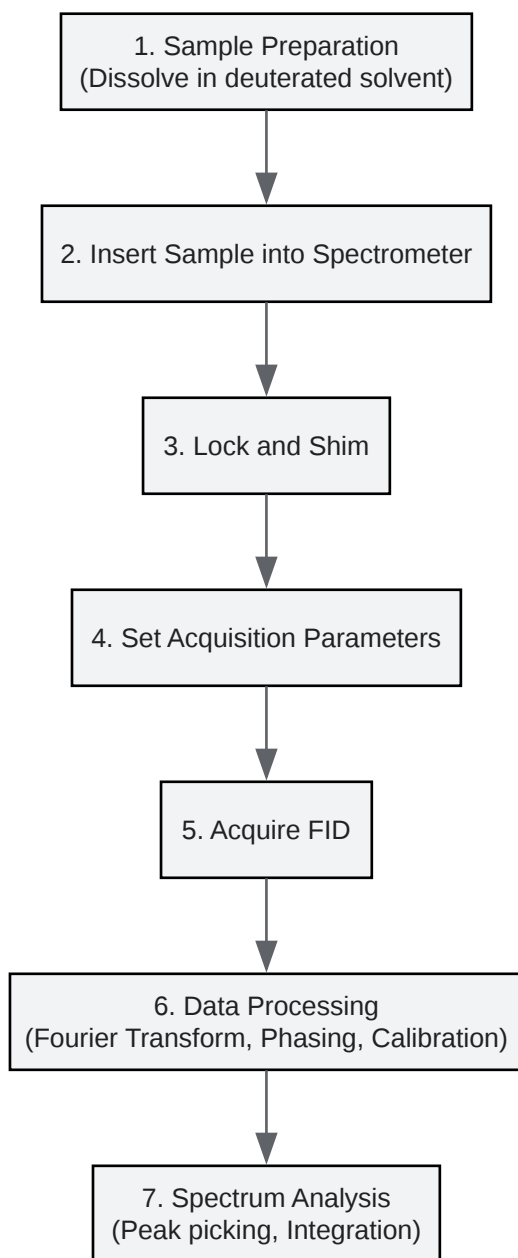 1. Sample Preparation
(Dissolve in deuterated solvent)
2. Insert Sample into Spectrometer
3. Lock and Shim
4. Set Acquisition Parameters
5. Acquire FID
6. Data Processing
(Fourier Transform, Phasing, Calibration)
7. Spectrum Analysis
(Peak picking, Integration)